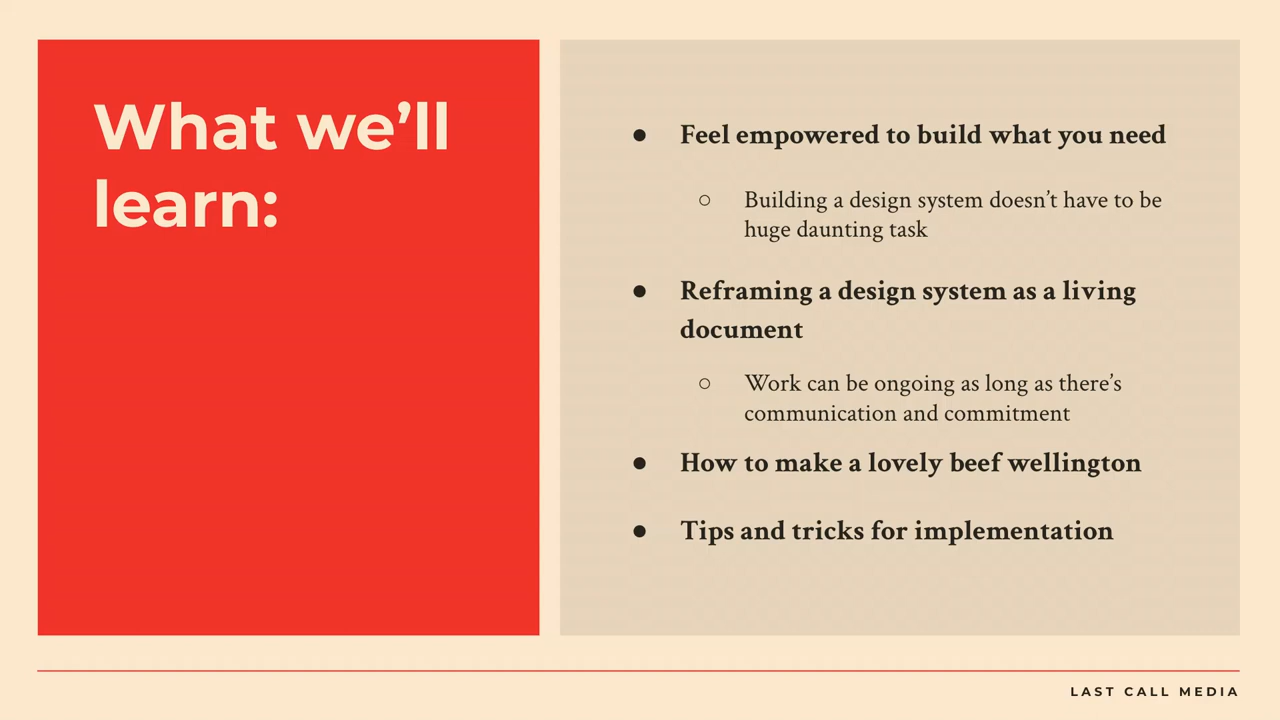 What we’ll
learn:
● Feel empowered to build what you need
○ Building a design system doesn’t have to be
huge daunting task
● Reframing a design system as a living
document
○ Work can be ongoing as long as there’s
communication and commitment
● How to make a lovely beef wellington
● Tips and tricks for implementation
LAST CALL MEDIA